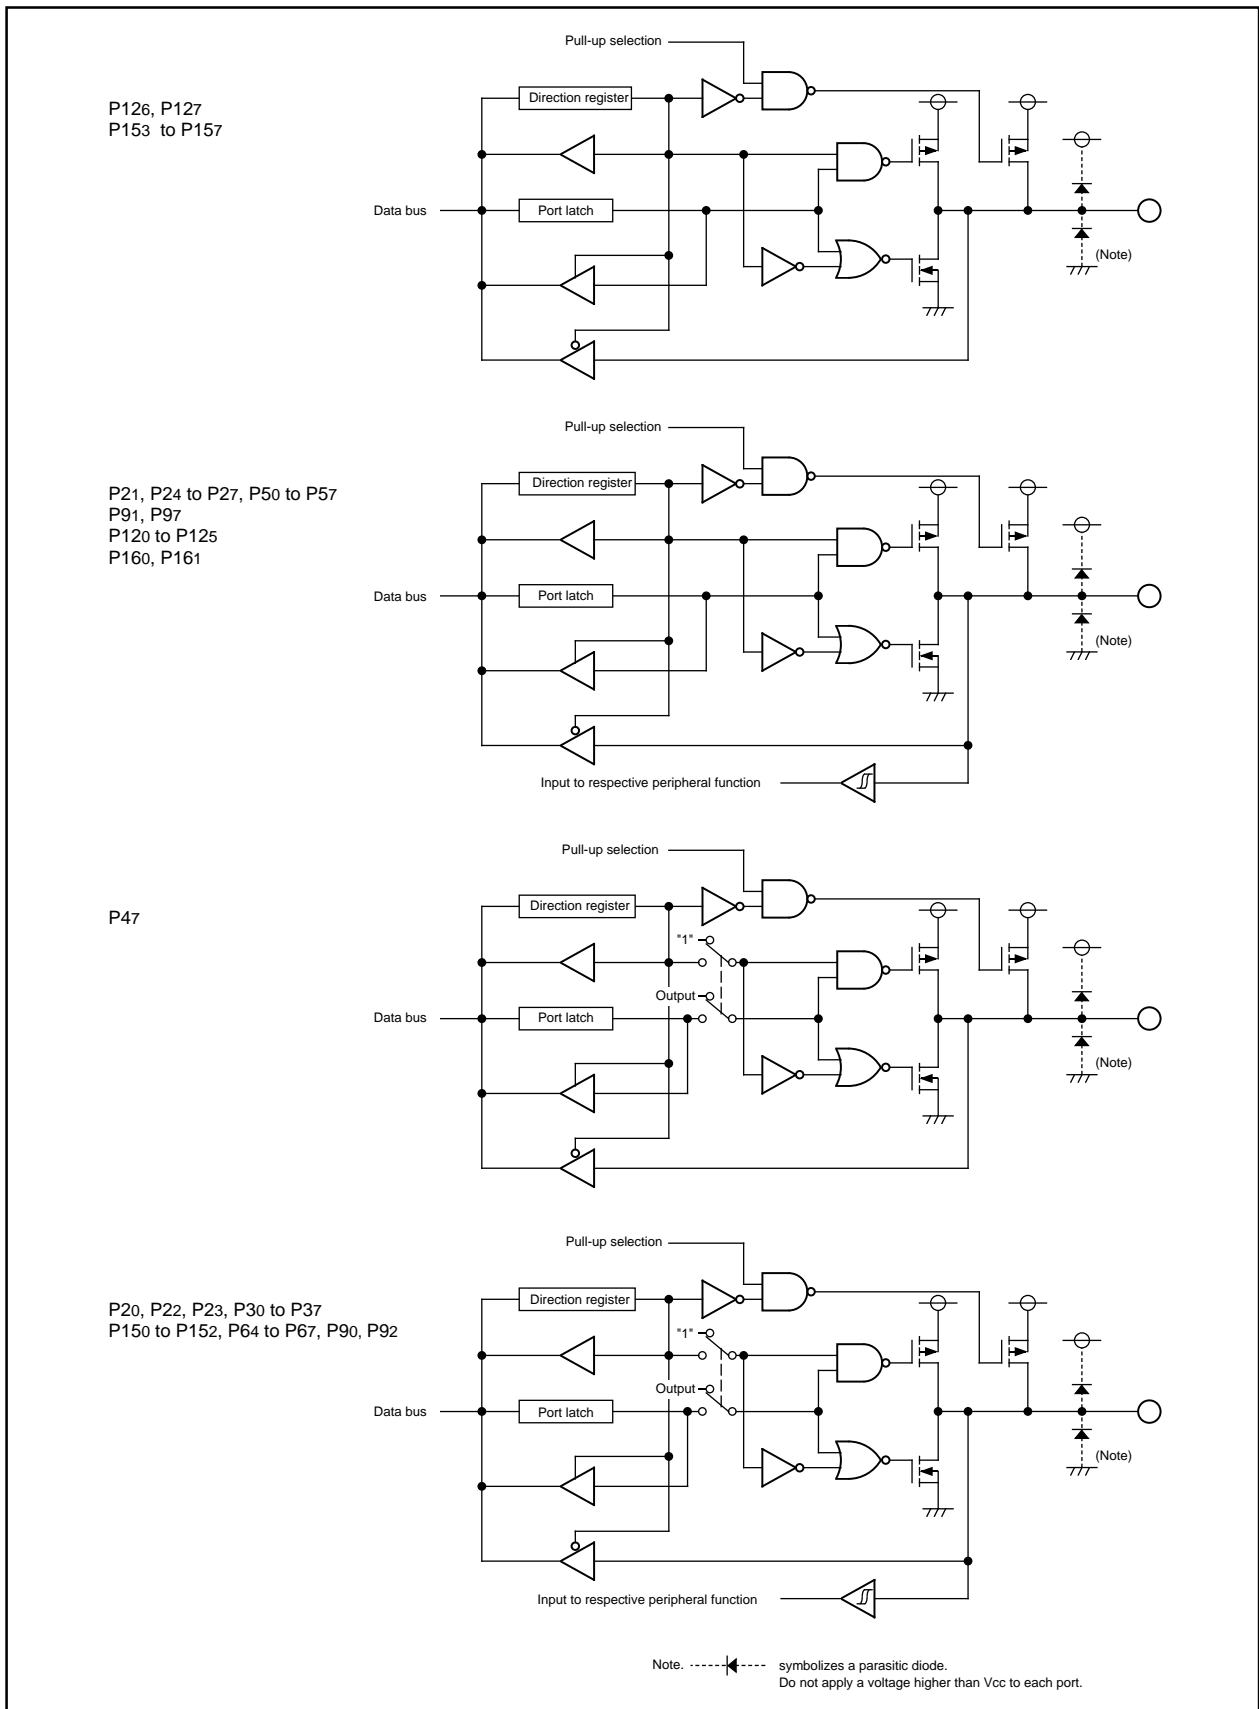 Pull-up selection
P126, P127
P153 to P157
Direction register
Data bus
Port latch
(Note)
Pull-up selection
P21, P24 to P27, P50 to P57
P91, P97
P120 to P125
P160, P161
Direction register
Data bus
Port latch
(Note)
Input to respective peripheral function
Pull-up selection
P47
Direction register
"1"
Output
Data bus
Port latch
(Note)
Pull-up selection
P20, P22, P23, P30 to P37
P150 to P152, P64 to P67, P90, P92
Direction register
"1"
Output
Data bus
Port latch
(Note)
Input to respective peripheral function
Note. symbolizes a parasitic diode.
Do not apply a voltage higher than Vcc to each port.